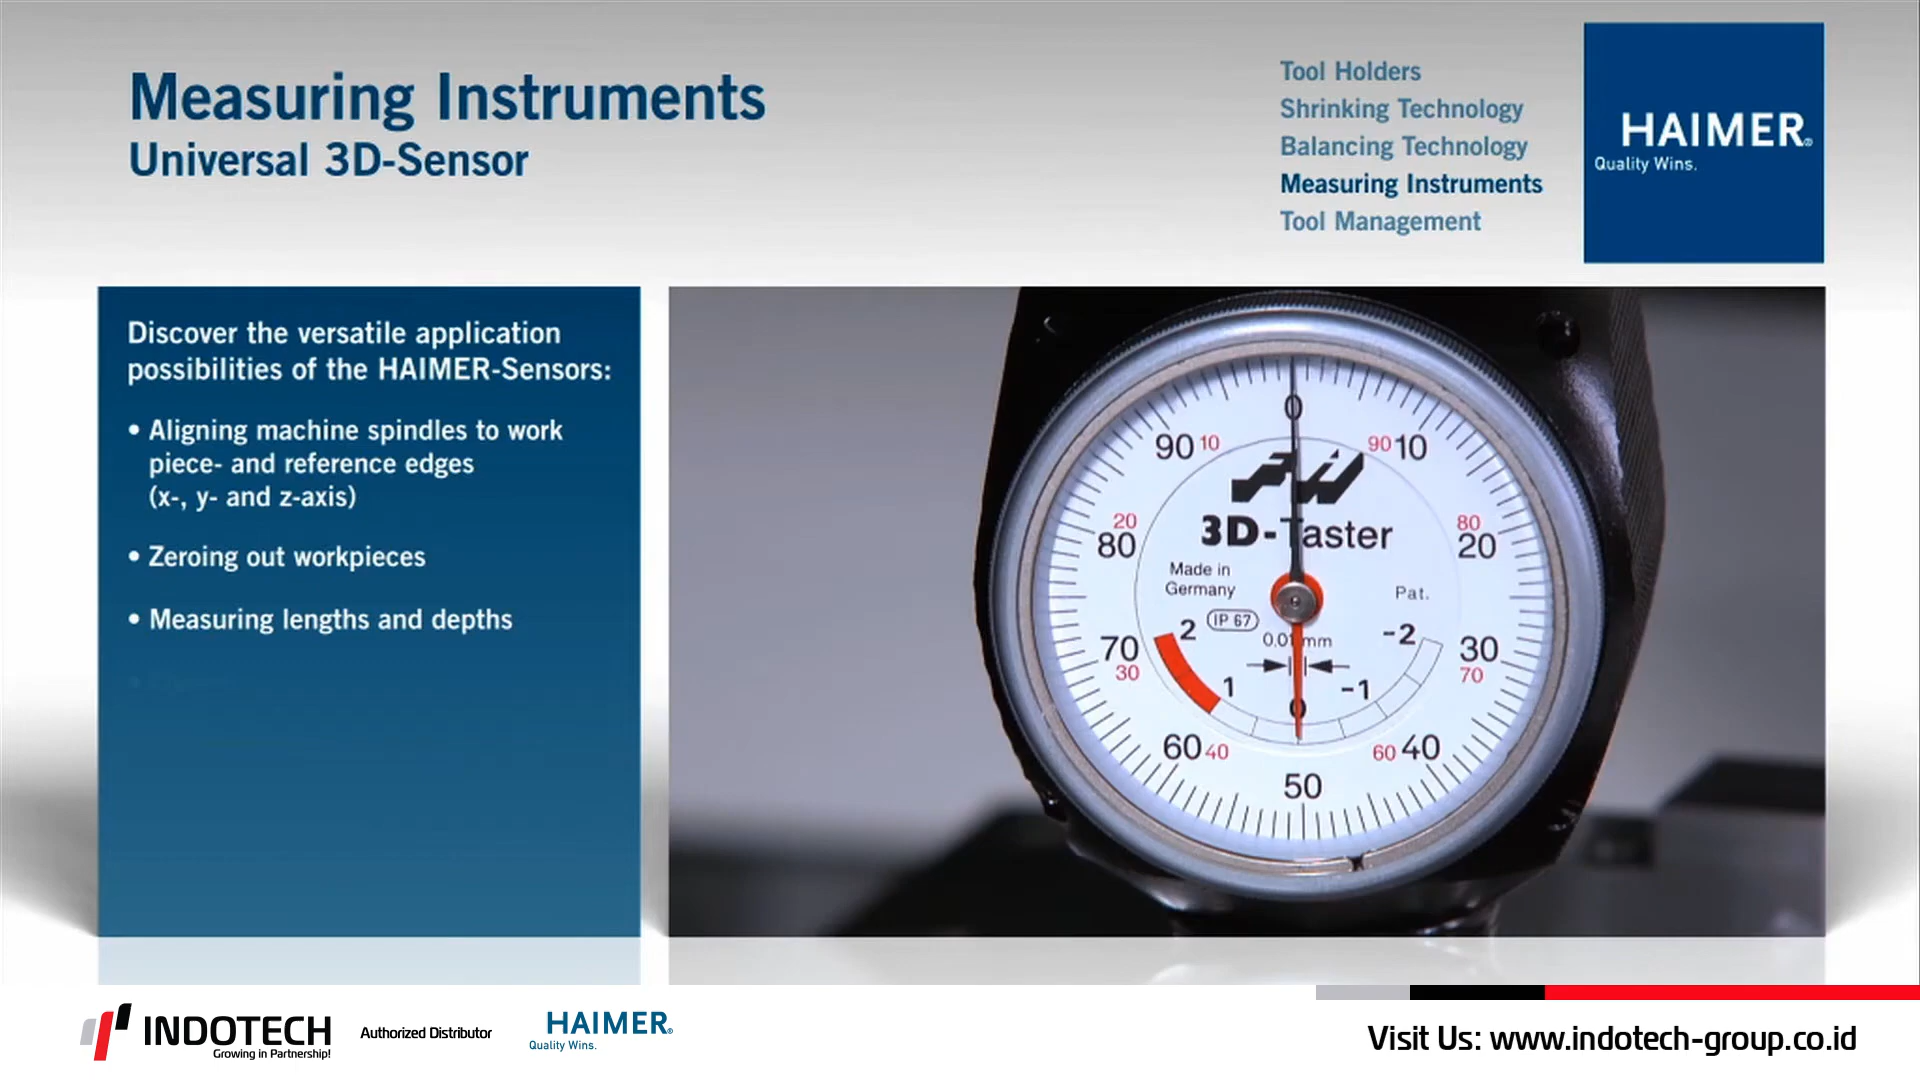 Measuring Instruments
Universal 3D-Sensor
Tool Holders
Shrinking Technology
Balancing Technology
Measuring Instruments
Tool Management
HAIMER®
Quality Wins.
Discover the versatile application
possibilities of the HAIMER-Sensors:
• Aligning machine spindles to work
piece- and reference edges
(x-, y- and z-axis)
• Zeroing out workpieces
• Measuring lengths and depths
0
90 10
90 10
3D-Taster
20
80
80
20
Made in
Germany
Pat.
IP 67
0.01 mm
2
-2
70
30
30
70
1
-1
0
60 40
60 40
50
INDOTECH
Growing in Partnership!
Authorized Distributor
HAIMER®
Quality Wins.
Visit Us: www.indotech-group.co.id